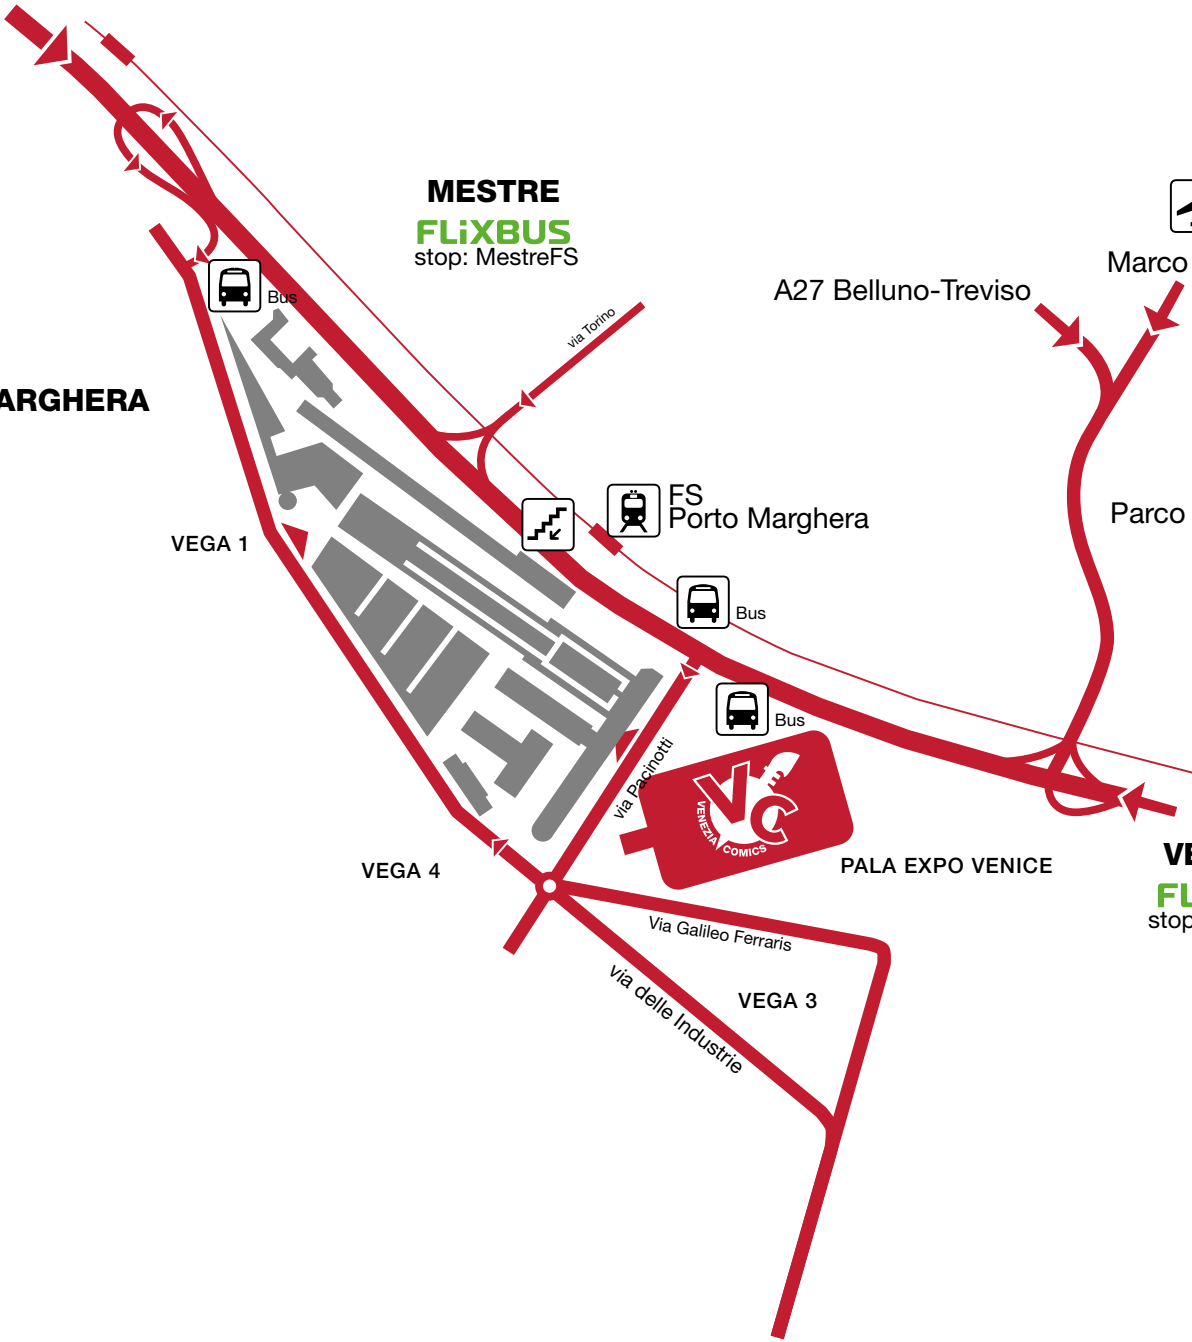 MESTRE
FLiXBUS
stop: MestreFS
Marco
A27 Belluno-Treviso
Bus
via Torino
ARGHERA
FS
Porto Marghera
Parco
VEGA 1
Bus
Bus
via Pacinotti
VC
VENEZIA
COMICS
PALA EXPO VENICE
VEGA 4
VE
FL
stop
Via Galileo Ferraris
via delle Industrie
VEGA 3